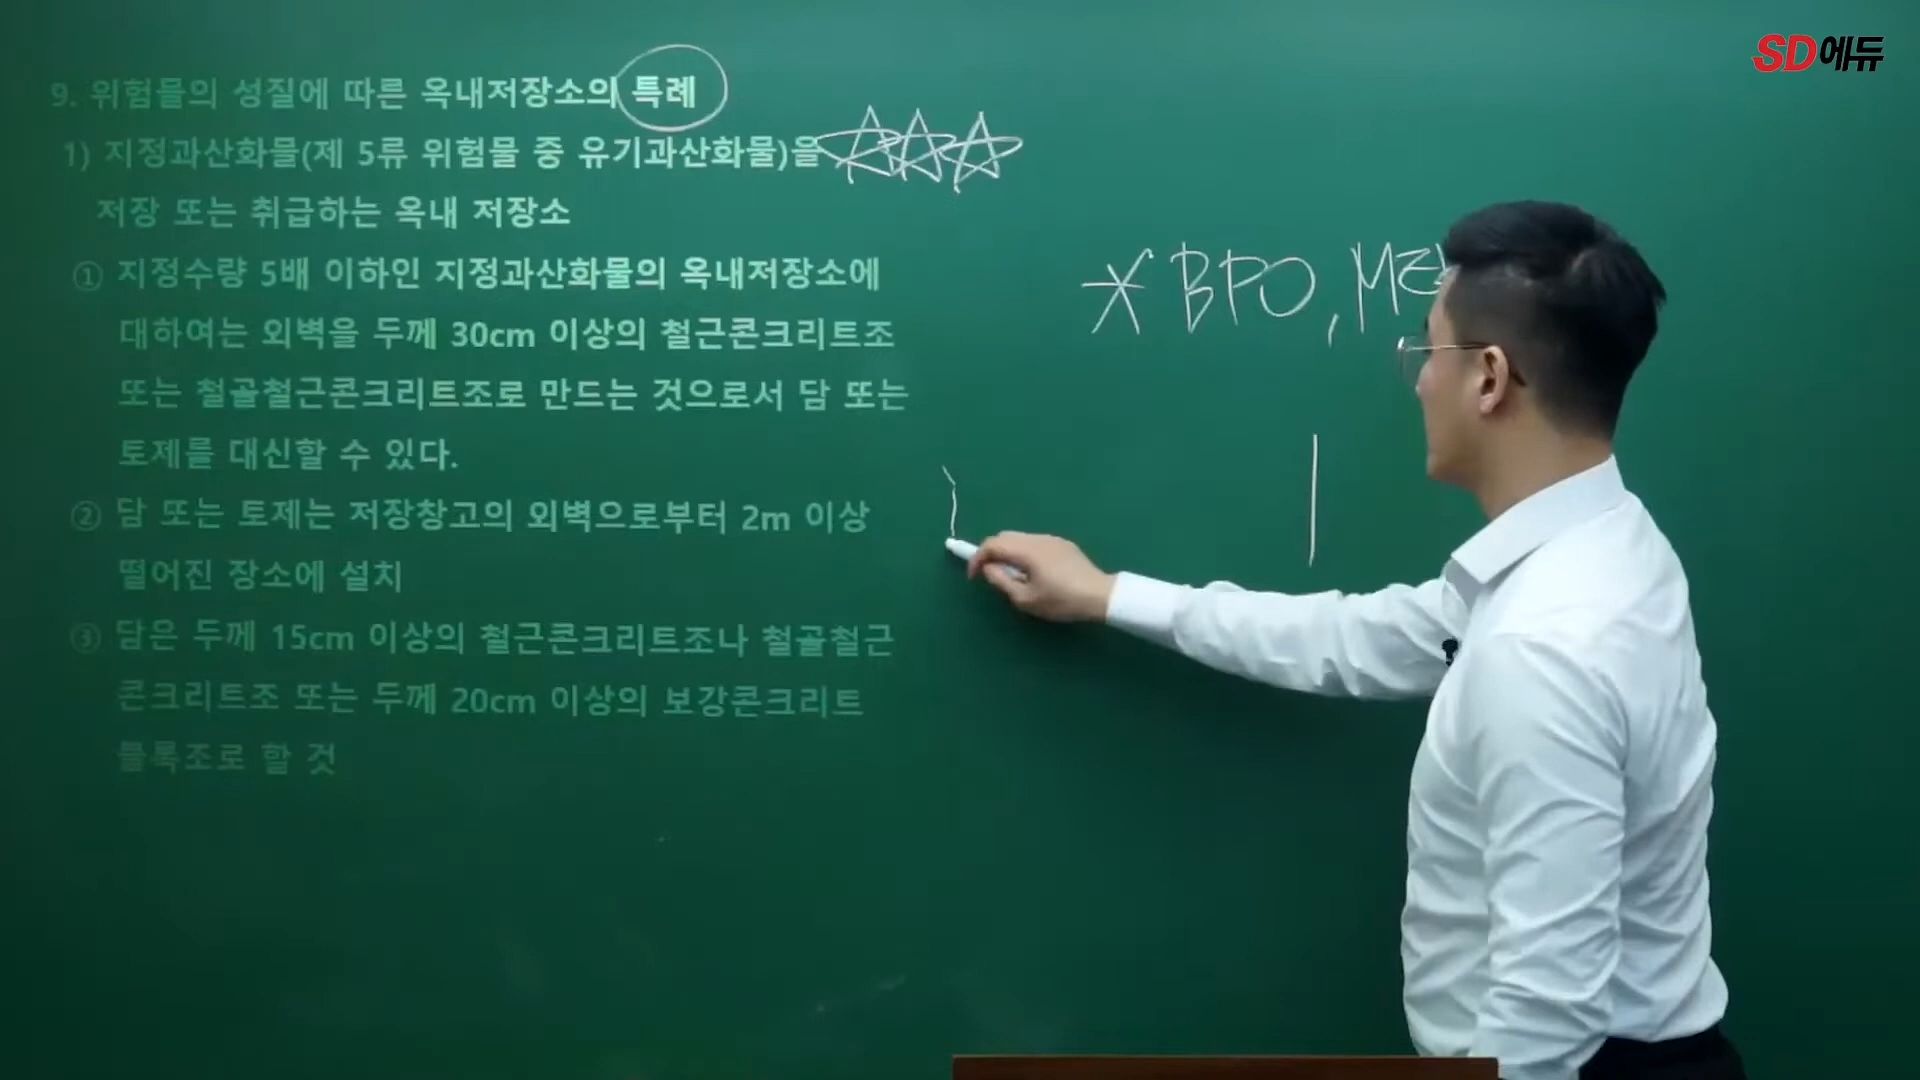 SD에듀
9. 위험물의 성질에 따른 옥내저장소의 특례
1) 지정과산화물(제 5류 위험물 중 유기과산화물)을
저장 또는 취급하는 옥내 저장소
① 지정수량 5배 이하인 지정과산화물의 옥내저장소에
대하여는 외벽을 두께 30cm 이상의 철근콘크리트조
또는 철골철근콘크리트조로 만드는 것으로서 담 또는
토제를 대신할 수 있다.
② 담 또는 토제는 저장창고의 외벽으로부터 2m 이상
떨어진 장소에 설치
③ 담은 두께 15cm 이상의 철근콘크리트조나 철골철근
콘크리트조 또는 두께 20cm 이상의 보강콘크리트
블록조로 할 것
* BPO,